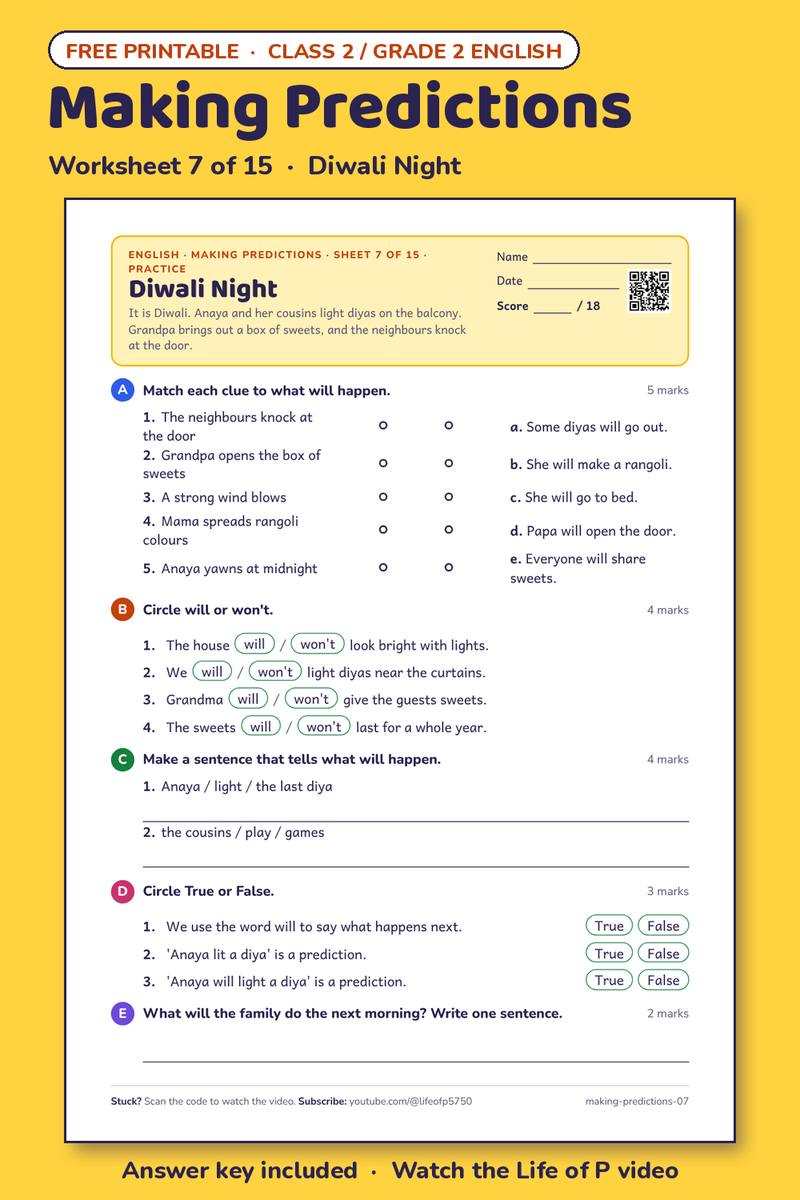 FREE PRINTABLE · CLASS 2 / GRADE 2 ENGLISH
Making Predictions
Worksheet 7 of 15 · Diwali Night
ENGLISH · MAKING PREDICTIONS · SHEET 7 OF 15 ·
PRACTICE
Diwali Night
It is Diwali. Anaya and her cousins light diyas on the balcony.
Grandpa brings out a box of sweets, and the neighbours knock
at the door.
Name
Date
Score / 18
A Match each clue to what will happen. 5 marks
1. The neighbours knock at
the door
a. Some diyas will go out.
2. Grandpa opens the box of
sweets
b. She will make a rangoli.
3. A strong wind blows
c. She will go to bed.
4. Mama spreads rangoli
colours
d. Papa will open the door.
5. Anaya yawns at midnight
e. Everyone will share
sweets.
B Circle will or won't. 4 marks
1. The house will / won't look bright with lights.
2. We will / won't light diyas near the curtains.
3. Grandma will / won't give the guests sweets.
4. The sweets will / won't last for a whole year.
C Make a sentence that tells what will happen. 4 marks
1. Anaya / light / the last diya
2. the cousins / play / games
D Circle True or False. 3 marks
1. We use the word will to say what happens next. True False
2. 'Anaya lit a diya' is a prediction. True False
3. 'Anaya will light a diya' is a prediction. True False
E What will the family do the next morning? Write one sentence. 2 marks
Stuck? Scan the code to watch the video. Subscribe: youtube.com/@lifeofp5750
making-predictions-07
Answer key included · Watch the Life of P video